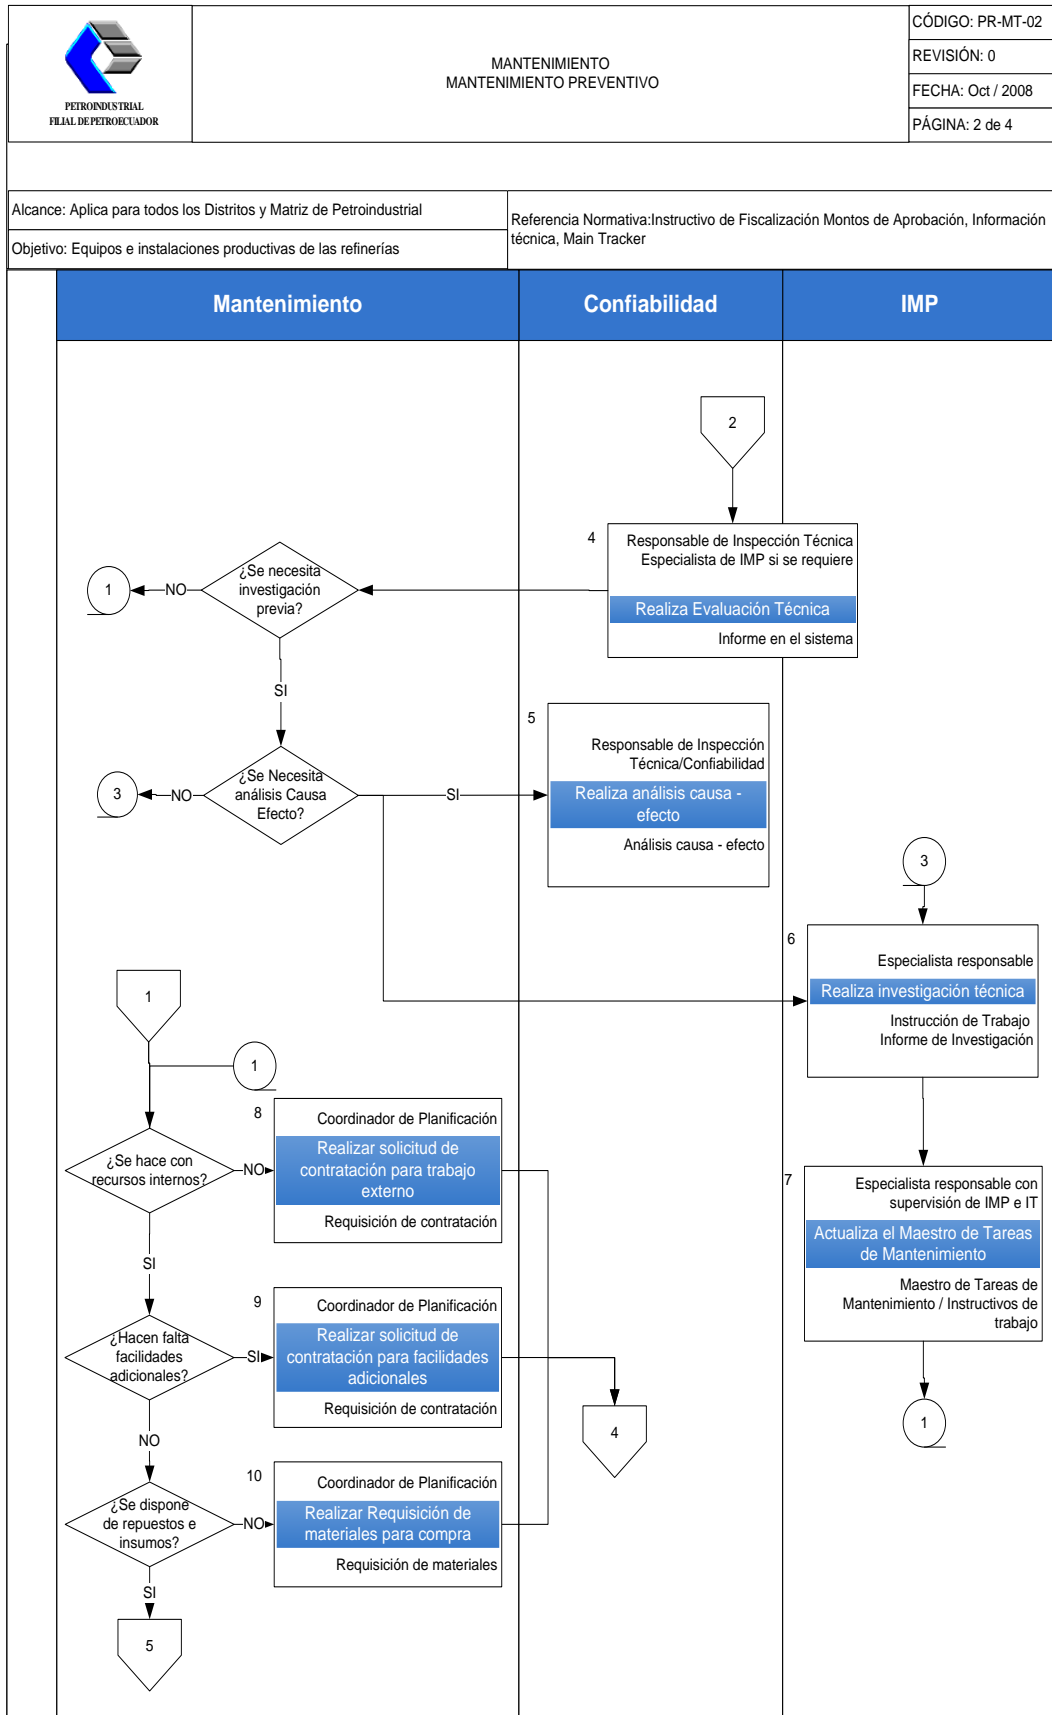 PETROINDUSTRIAL
FILIAL DE PETROECUADOR
MANTENIMIENTO
MANTENIMIENTO PREVENTIVO
CÓDIGO: PR-MT-02
REVISIÓN: 0
FECHA: Oct / 2008
PÁGINA: 2 de 4
Alcance: Aplica para todos los Distritos y Matriz de Petroindustrial
Objetivo: Equipos e instalaciones productivas de las refinerías
Referencia Normativa:Instructivo de Fiscalización Montos de Aprobación, Información
técnica, Main Tracker
Mantenimiento
Confiabilidad
IMP
2
4
Responsable de Inspección Técnica
Especialista de IMP si se requiere
Realiza Evaluación Técnica
Informe en el sistema
¿Se necesita
investigación
previa?
NO
1
SI
5
Responsable de Inspección
Técnica/Confiabilidad
Realiza análisis causa -
efecto
Análisis causa - efecto
¿Se Necesita
análisis Causa
Efecto?
NO
3
SI
3
6
Especialista responsable
Realiza investigación técnica
Instrucción de Trabajo
Informe de Investigación
1
1
8
Coordinador de Planificación
Realizar solicitud de
contratación para trabajo
externo
Requisición de contratación
¿Se hace con
recursos internos?
NO
SI
7
Especialista responsable con
supervisión de IMP e IT
Actualiza el Maestro de Tareas
de Mantenimiento
Maestro de Tareas de
Mantenimiento / Instructivos de
trabajo
9
Coordinador de Planificación
Realizar solicitud de
contratación para facilidades
adicionales
Requisición de contratación
¿Hacen falta
facilidades
adicionales?
SI
NO
4
1
10
Coordinador de Planificación
Realizar Requisición de
materiales para compra
Requisición de materiales
¿Se dispone
de repuestos e
insumos?
NO
SI
5